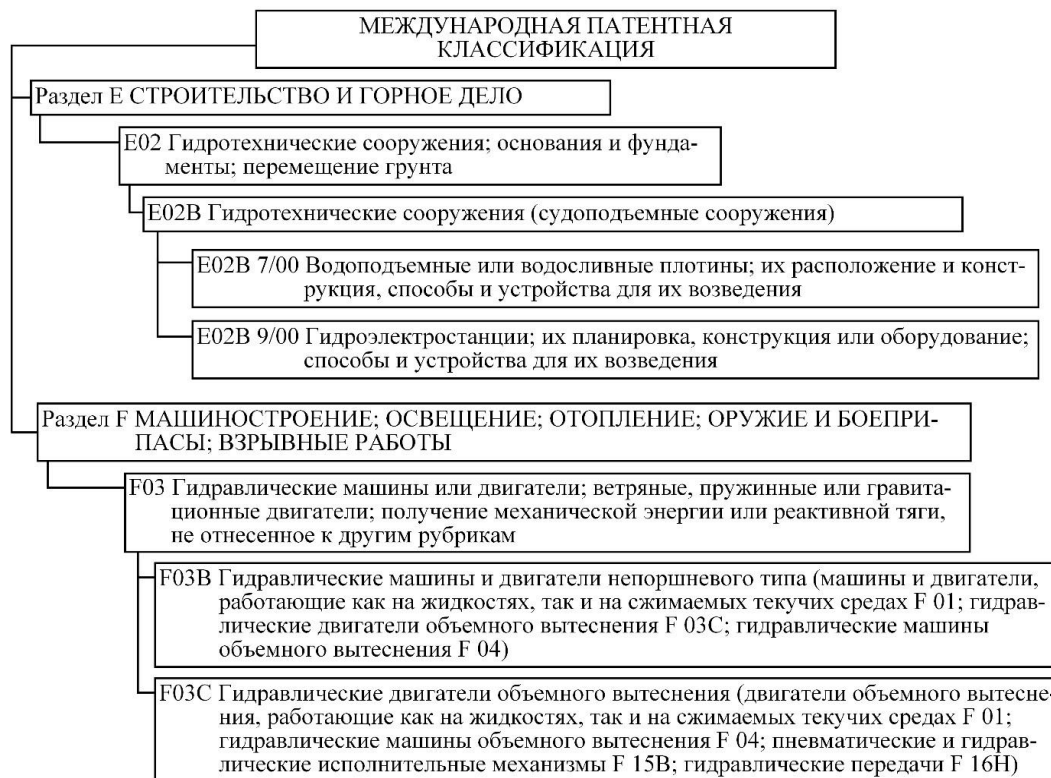 МЕЖДУНАРОДНАЯ ПАТЕНТНАЯ
КЛАССИФИКАЦИЯ
Раздел Е СТРОИТЕЛЬСТВО И ГОРНОЕ ДЕЛО
Е02 Гидротехнические сооружения; основания и фунда-
менты; перемещение грунта
Е02В Гидротехнические сооружения (судоподъемные сооружения)
Е02В 7/00 Водоподъемные или водосливные плотины; их расположение и конст-
рукция, способы и устройства для их возведения
Е02В 9/00 Гидроэлектростанции; их планировка, конструкция или оборудование;
способы и устройства для их возведения
Раздел F МАШИНОСТРОЕНИЕ; ОСВЕЩЕНИЕ; ОТОПЛЕНИЕ; ОРУЖИЕ И БОЕПРИ-
ПАСЫ; ВЗРЫВНЫЕ РАБОТЫ
F03 Гидравлические машины или двигатели; ветряные, пружинные или гравита-
ционные двигатели; получение механической энергии или реактивной тяги,
не отнесенное к другим рубрикам
F03B Гидравлические машины и двигатели непоршневого типа (машины и двигатели,
работающие как на жидкостях, так и на сжимаемых текучих средах F 01; гидрав-
лические двигатели объемного вытеснения F 03C; гидравлические машины
объемного вытеснения F 04)
F03C Гидравлические двигатели объемного вытеснения (двигатели объемного вытесне-
ния, работающие как на жидкостях, так и на сжимаемых текучих средах F 01;
гидравлические машины объемного вытеснения F 04; пневматические и гидрав-
лические исполнительные механизмы F 15B; гидравлические передачи F 16H)